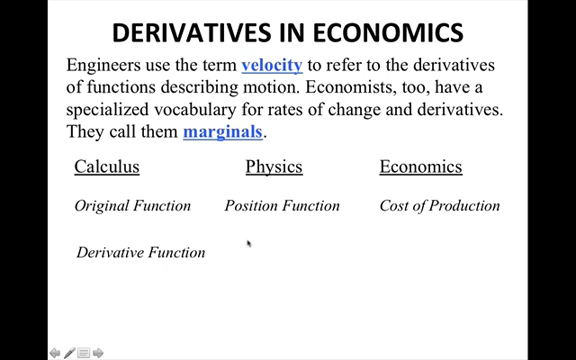 DERIVATIVES IN ECONOMICS
Engineers use the term velocity to refer to the derivatives
of functions describing motion. Economists, too, have a
specialized vocabulary for rates of change and derivatives.
They call them marginals.
Calculus Physics Economics
Original Function Position Function Cost of Production
Derivative Function